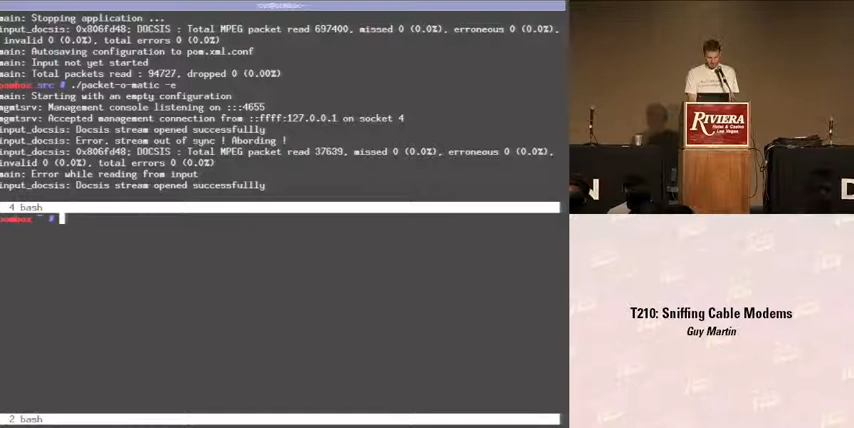 main: Stopping application ...
input_docsis: 0x806fd48; DOCSIS : Total MPEG packet read 697400, missed 0 (0.0%), erroneous 0 (0.0%),
invalid 0 (0.0%), total errors 0 (0.0%)
main: Autosaving configuration to pom.xml.conf
main: Input not yet started
main: Total packets read : 94727, dropped 0 (0.00%)
src # ./packet-o-matic -e
main: Starting with an empty configuration
mgmtsrv: Management console listening on :::4655
mgmtsrv: Accepted management connection from ::ffff:127.0.0.1 on socket 4
input_docsis: Docsis stream opened successfullly
input_docsis: Error, stream out of sync ! Abording !
input_docsis: 0x806fd48; DOCSIS : Total MPEG packet read 37639, missed 0 (0.0%), erroneous 0 (0.0%),
invalid 0 (0.0%), total errors 0 (0.0%)
main: Error while reading from input
input_docsis: Docsis stream opened successfullly
4 bash
~ #
2 bash
RIVIERA
Hotel & Casino
Las Vegas
N
D
T210: Sniffing Cable Modems
Guy Martin